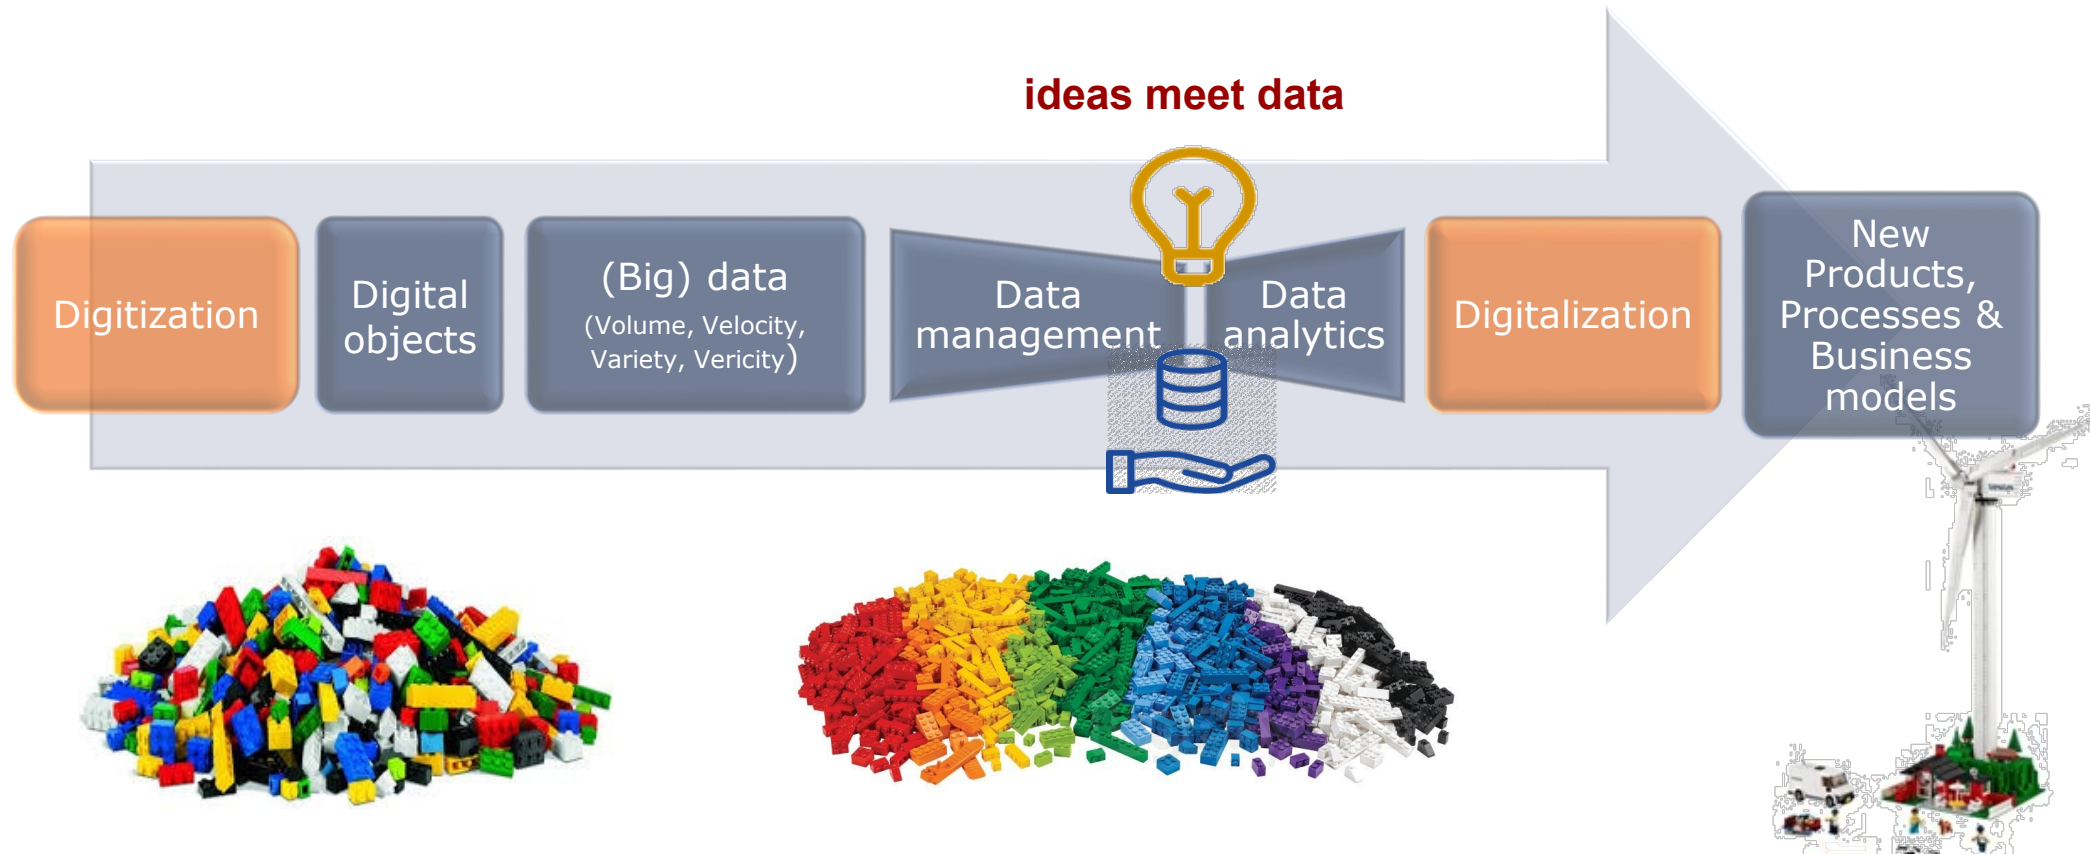 ideas meet data
Digitization
Digital
objects
(Big) data
(Volume, Velocity,
Variety, Vericity)
Data
management
Data
analytics
Digitalization
New
Products,
Processes &
Business
models